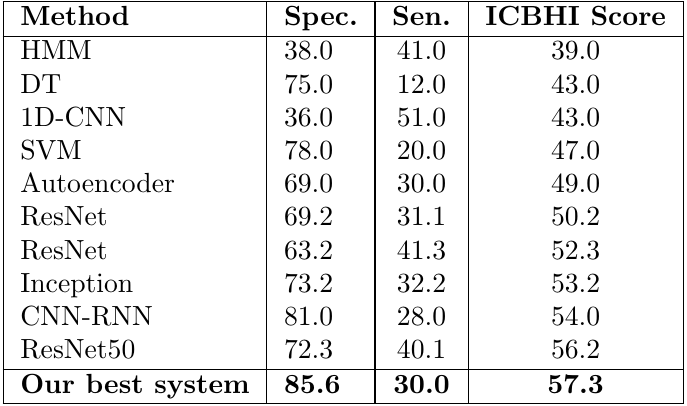 Method Spec. Sen. ICBHI Score
HMM 38.0 41.0 39.0
DT 75.0 12.0 43.0
1D-CNN 36.0 51.0 43.0
SVM 78.0 20.0 47.0
Autoencoder 69.0 30.0 49.0
ResNet 69.2 31.1 50.2
ResNet 63.2 41.3 52.3
Inception 73.2 32.2 53.2
CNN-RNN 81.0 28.0 54.0
ResNet50 72.3 40.1 56.2
Our best system 85.6 30.0 57.3